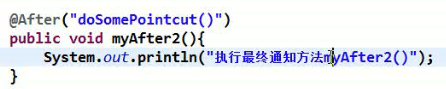 @After("doSomePointcut()")
public void myAfter2(){
System.out.println("执行最终通知方法myAfter2()");
}